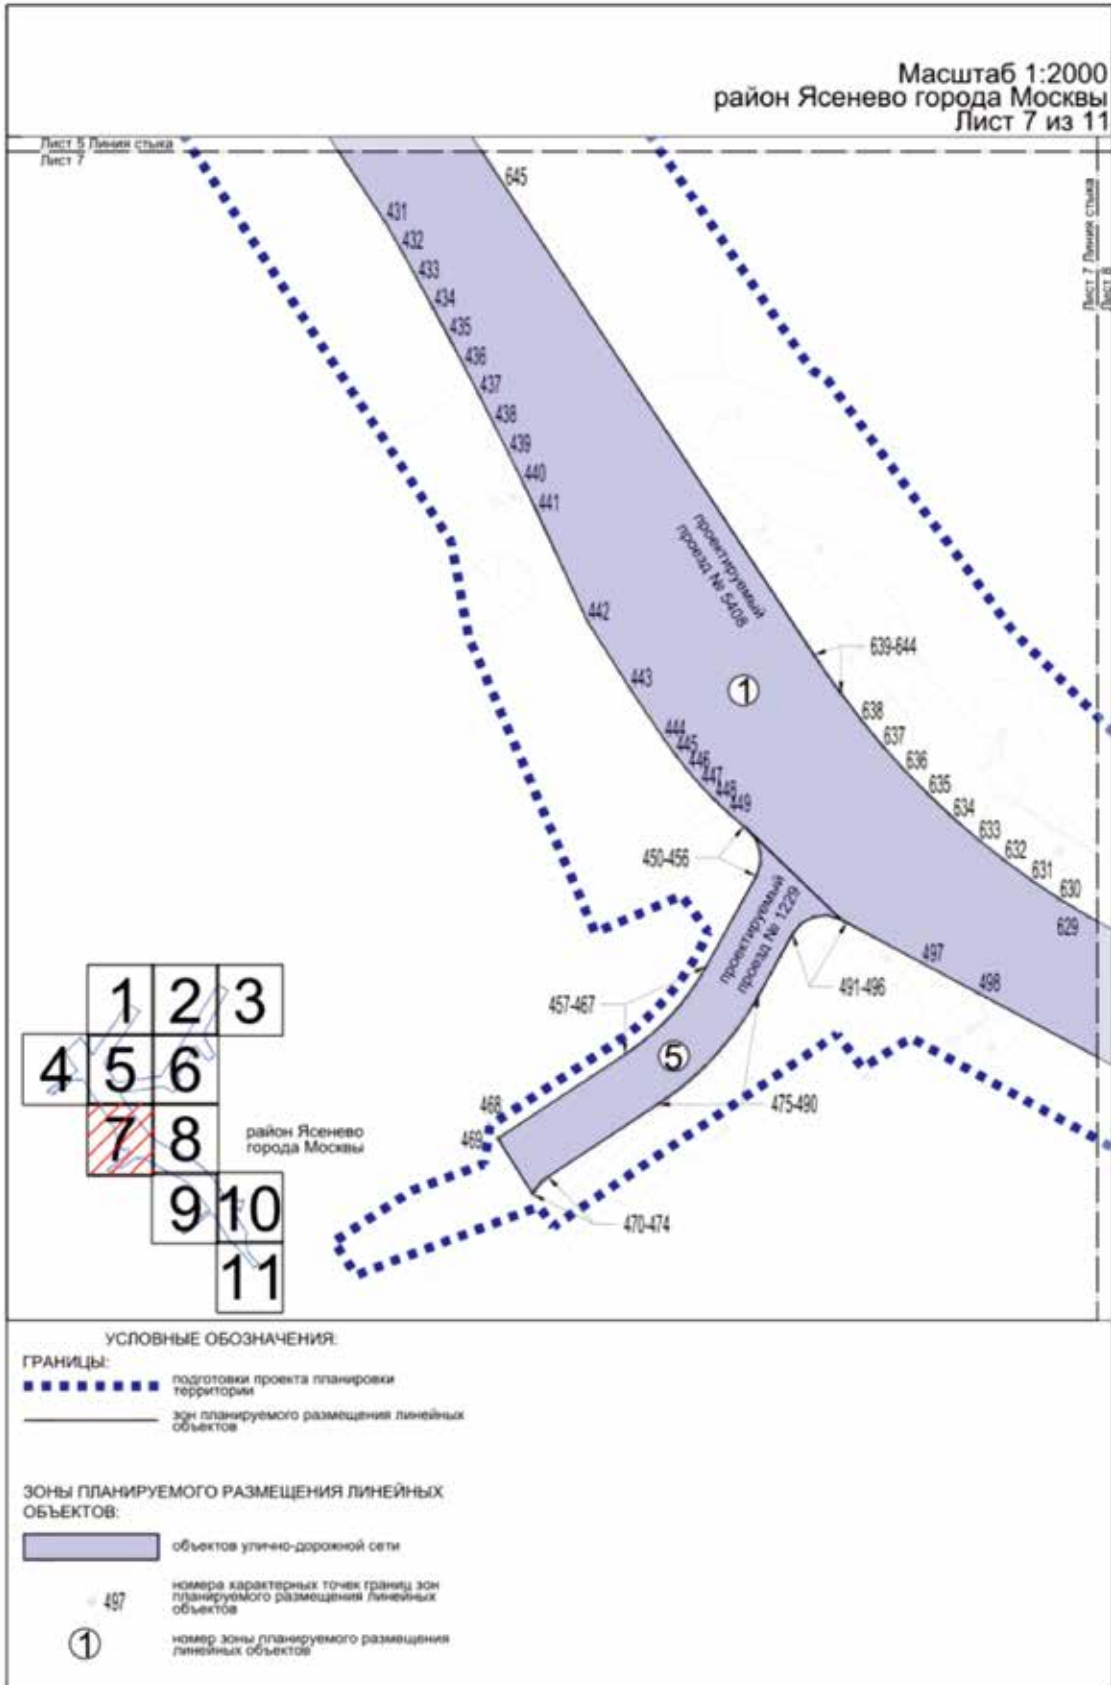 Масштаб 1:2000
район Ясенево города Москвы
Лист 7 из 11
Лист 5 Линия стыка
Лист 7
Лист 7 Линия стыка
Лист 8
645
431
432
433
434
435
436
437
438
439
440
441
442
443
444
445
446
447
448
449
проектируемый
проезд № 5408
1
639-644
638
637
636
635
634
633
632
631
630
629
450-456
проектируемый
проезд № 1229
497
498
491-496
457-467
5
475-490
468
469
470-474
1
2
3
4
5
6
7
8
9
10
11
район Ясенево
города Москвы
УСЛОВНЫЕ ОБОЗНАЧЕНИЯ:
ГРАНИЦЫ:
подготовки проекта планировки
территории
зон планируемого размещения линейных
объектов
ЗОНЫ ПЛАНИРУЕМОГО РАЗМЕЩЕНИЯ ЛИНЕЙНЫХ
ОБЪЕКТОВ:
объектов улично-дорожной сети
497
номера характерных точек границ зон
планируемого размещения линейных
объектов
1
номер зоны планируемого размещения
линейных объектов